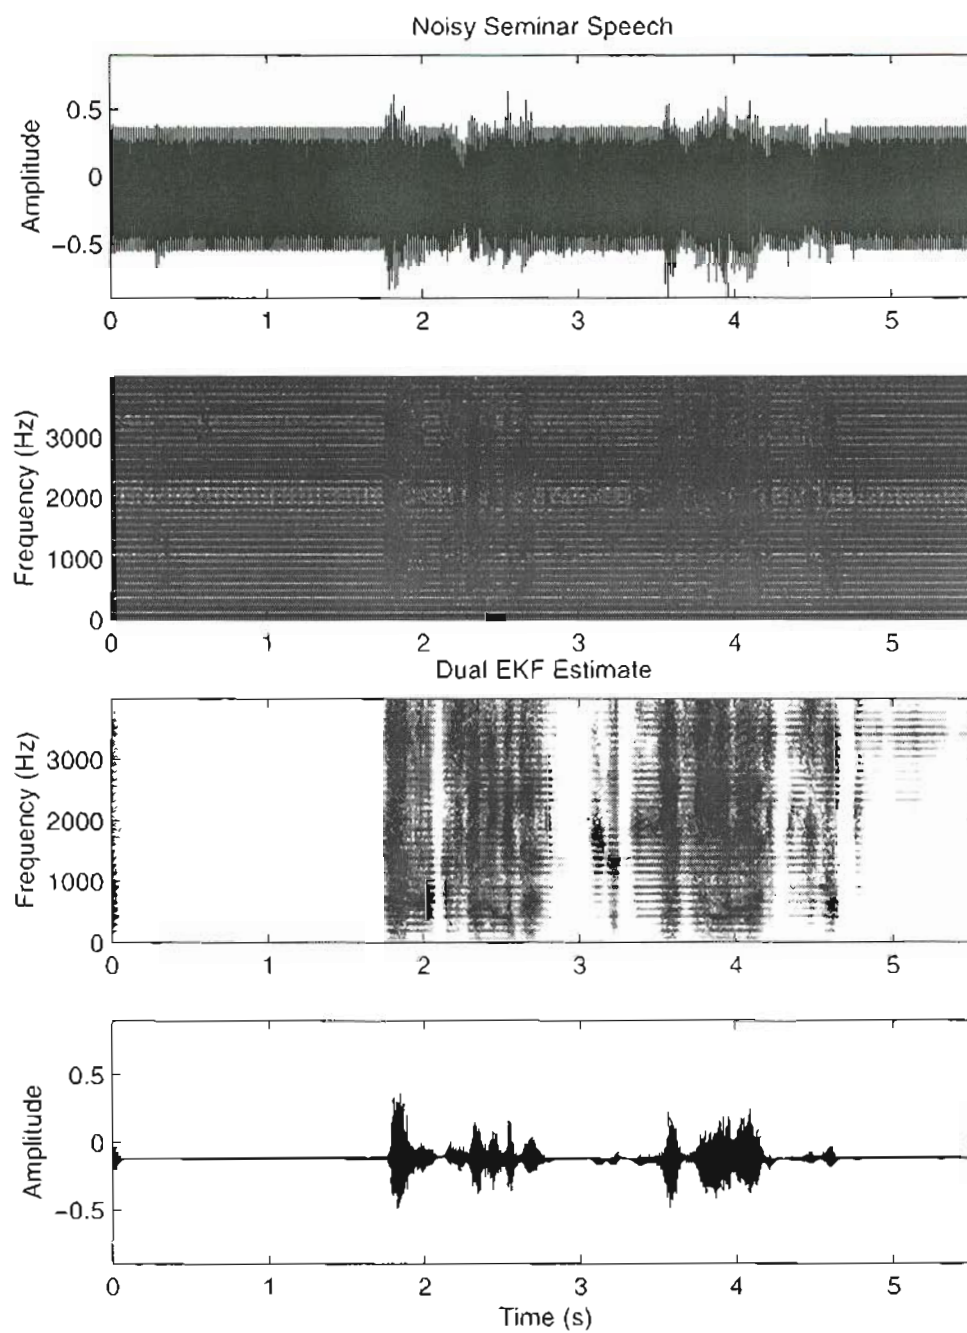 Noisy Seminar Speech
Amplitude
0.5
0
−0.5
0 1 2 3 4 5
Frequency (Hz)
3000
2000
1000
0
0 1 2 3 4 5
Dual EKF Estimate
Frequency (Hz)
3000
2000
1000
0
0 1 2 3 4 5
Amplitude
0.5
0
−0.5
0 1 2 3 4 5
Time (s)